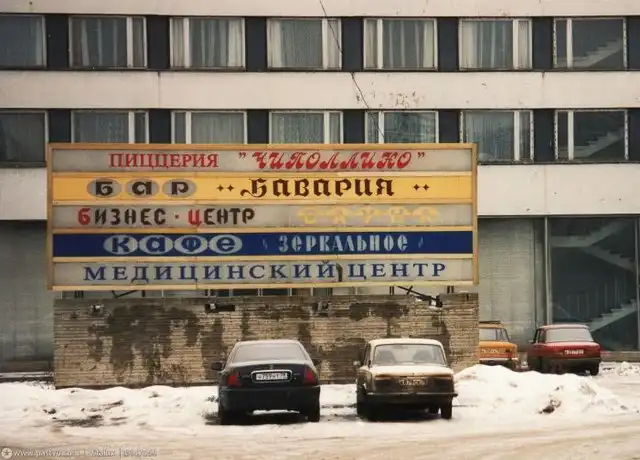 ПИЦЦЕРИЯ "ЧИПОЛЛИНО"
БАР •• БАВАРИЯ ••
БИЗНЕС • ЦЕНТР
КАФЕ ЗЕРКАЛЬНОЕ
МЕДИЦИНСКИЙ ЦЕНТР